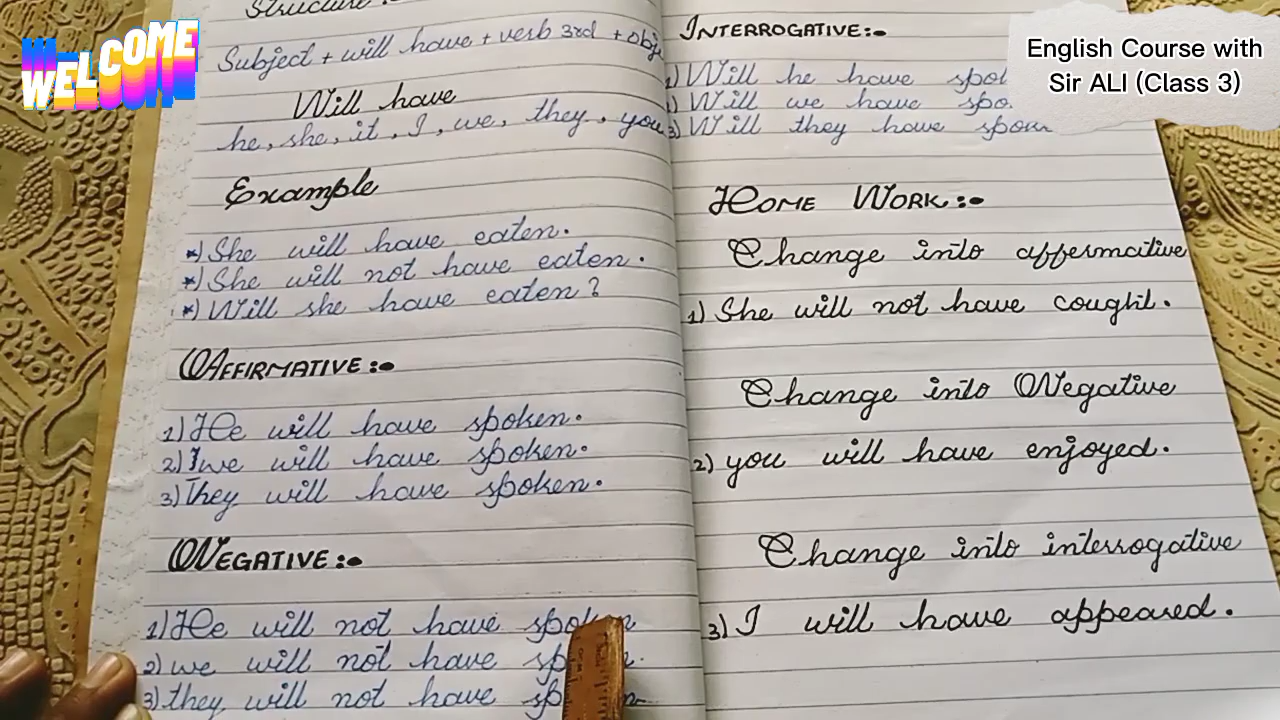 WELCOME
English Course with
Sir ALI (Class 3)
Structure :
Subject + will have + verb 3rd + obje
Will have
he, she, it, I, we, they, you
Example
*) She will have eaten.
*) She will not have eaten.
*) Will she have eaten?
AFFIRMATIVE:-
1) He will have spoken.
2) we will have spoken.
3) They will have spoken.
NEGATIVE:-
1) He will not have spoken
2) we will not have
3) they will not have
INTERROGATIVE:-
1) Will he have
2) Will we have
3) Will they have
HOME WORK:-
Change into affermative
1) She will not have cought.
Change into Negative
2) you will have enjoyed.
Change into interrogative
3) I will have appeared.